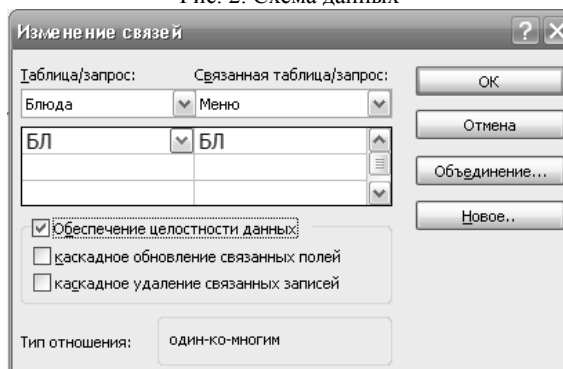 Рис. 2. Схема данных
Изменение связей
Таблица/запрос: Связанная таблица/запрос:
Блюда Меню
БЛ БЛ
Обеспечение целостности данных
каскадное обновление связанных полей
каскадное удаление связанных записей
Тип отношения: один-ко-многим
ОК
Отмена
Объединение...
Новое..